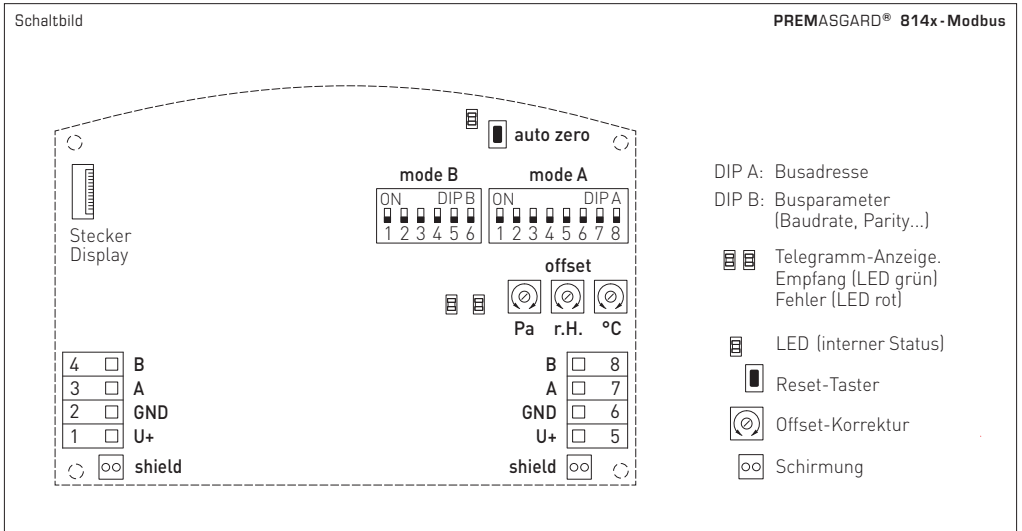 Schaltbild
PREMASGARD® 814x-Modbus
auto zero
mode B
mode A
ON DIP B
1 2 3 4 5 6
ON DIP A
1 2 3 4 5 6 7 8
Stecker
Display
offset
Pa r.H. °C
4 B
3 A
2 GND
1 U+
shield
B 8
A 7
GND 6
U+ 5
shield
DIP A: Busadresse
DIP B: Busparameter
(Baudrate, Parity...)
Telegramm-Anzeige.
Empfang (LED grün)
Fehler (LED rot)
LED (interner Status)
Reset-Taster
Offset-Korrektur
Schirmung